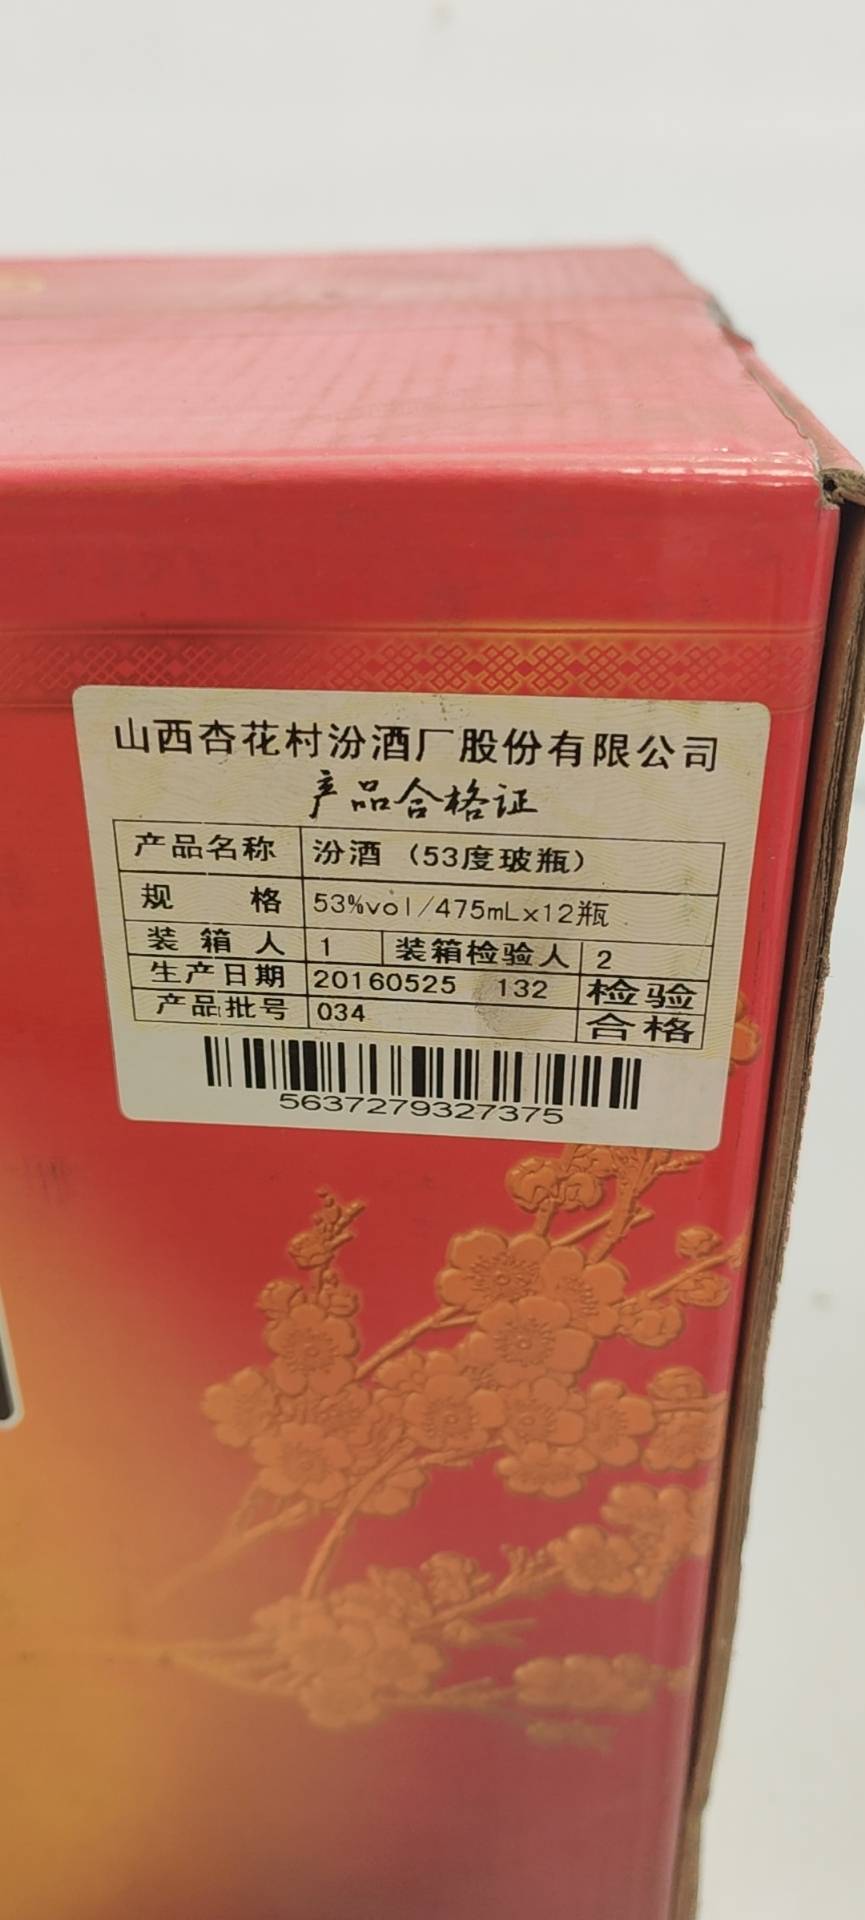 山西杏花村汾酒厂股份有限公司
产品合格证
产品名称 汾酒（53度玻瓶）
规 格 53%vol/475mLx12瓶
装箱人 1 装箱检验人 2
生产日期 20160525 132 检验
产品批号 034 合格
5637279327375